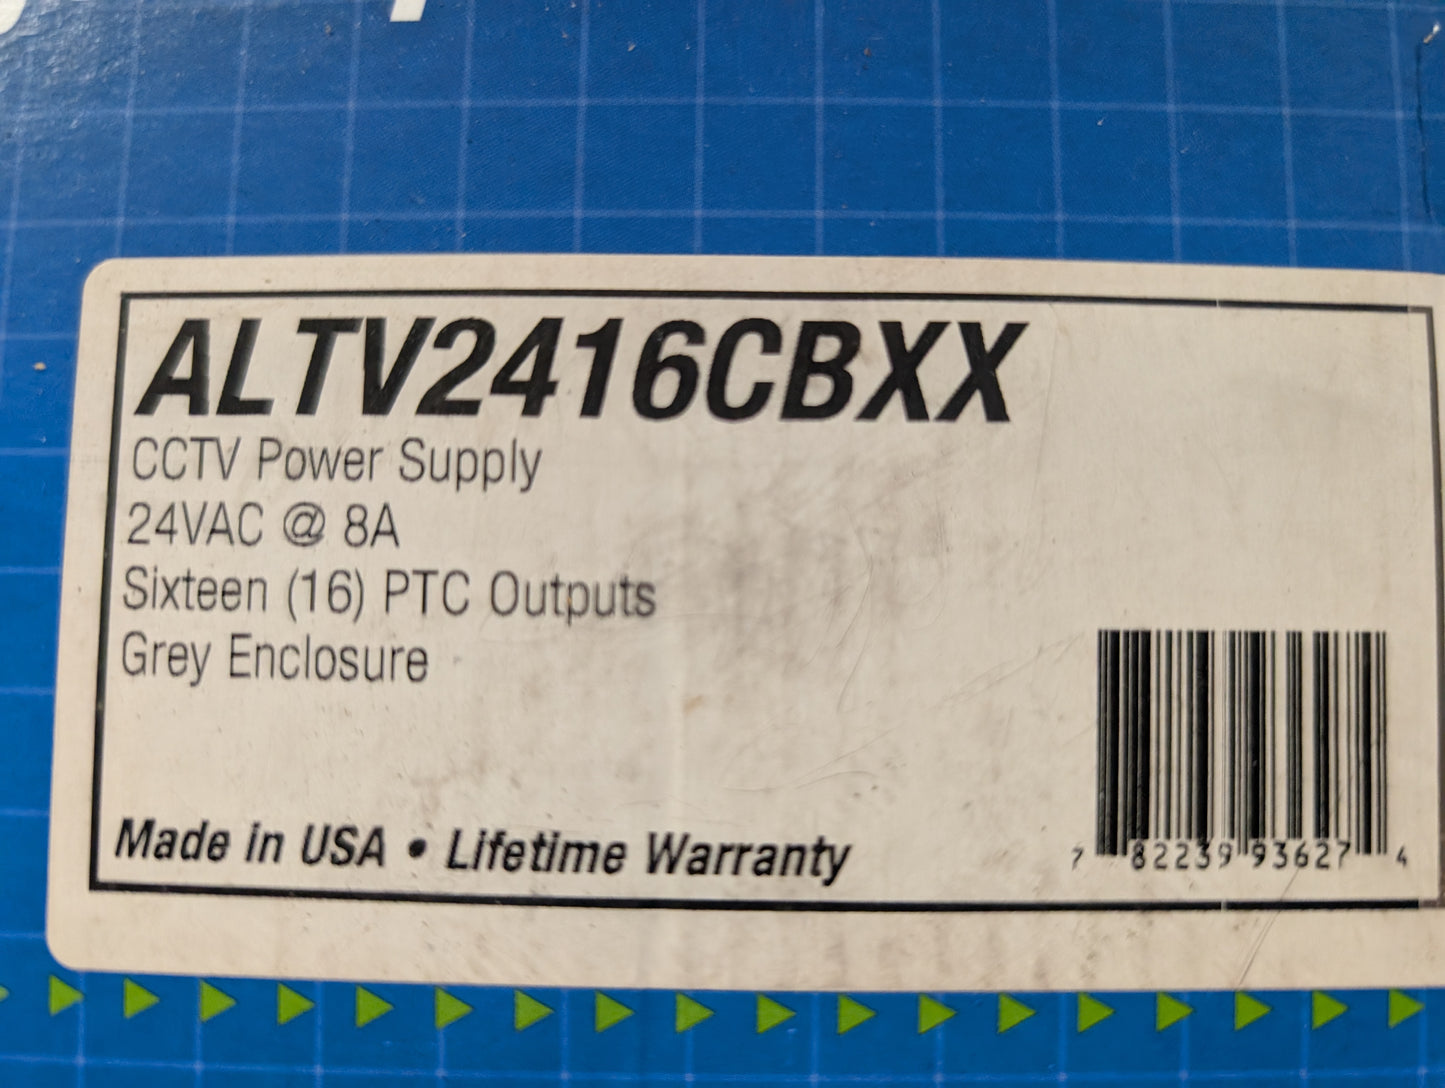 ALTV2416CBXX
CCTV Power Supply
24VAC @ 8A
Sixteen (16) PTC Outputs
Grey Enclosure
Made in USA • Lifetime Warranty
7 82239 93627 4